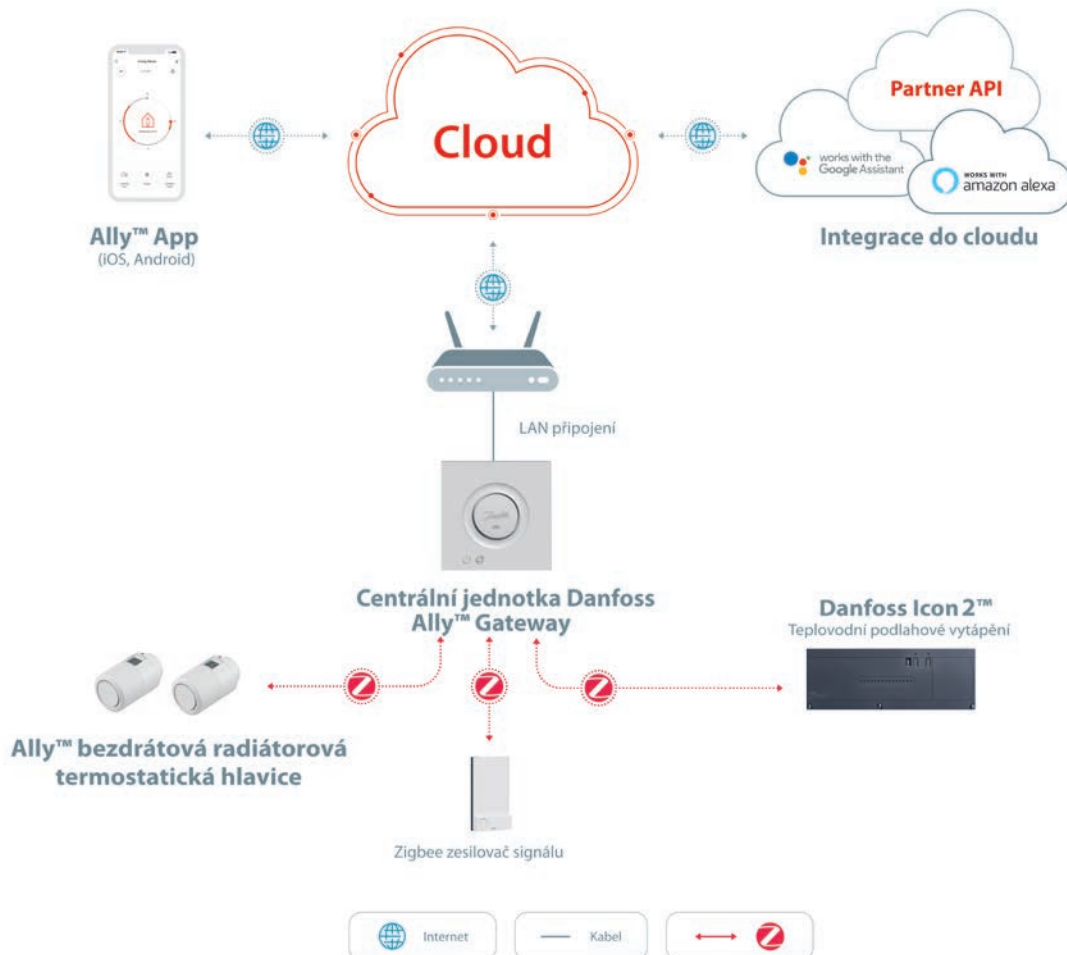 Cloud
Partner API
works with the
Google Assistant
WORKS WITH
amazon alexa
Ally™ App
(iOS, Android)
Integrace do cloudu
LAN připojení
Danfoss
Centrální jednotka Danfoss
Ally™ Gateway
Danfoss Icon 2™
Teplovodní podlahové vytápění
Ally™ bezdrátová radiátorová
termostatická hlavice
Zigbee zesilovač signálu
Internet
Kabel